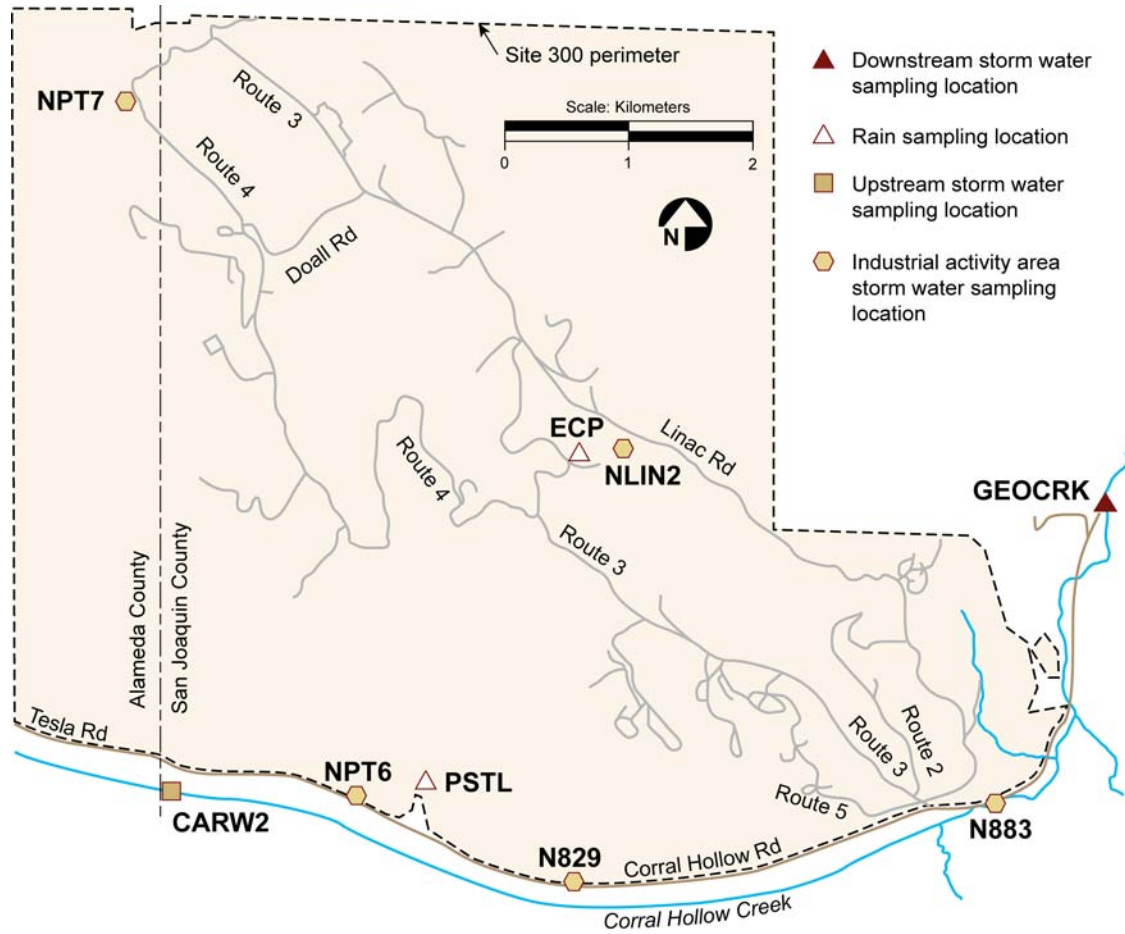 Site 300 perimeter
Downstream storm water
sampling location
Rain sampling location
Upstream storm water
sampling location
Industrial activity area
storm water sampling
location
Scale: Kilometers
0 1 2
N
NPT7
Route 3
Route 4
Doall Rd
ECP
NLIN2
Linac Rd
Route 4
GEOCRK
Route 3
Alameda County
San Joaquin County
Tesla Rd
CARW2
NPT6
PSTL
Route 3
Route 2
Route 5
N883
N829
Corral Hollow Rd
Corral Hollow Creek